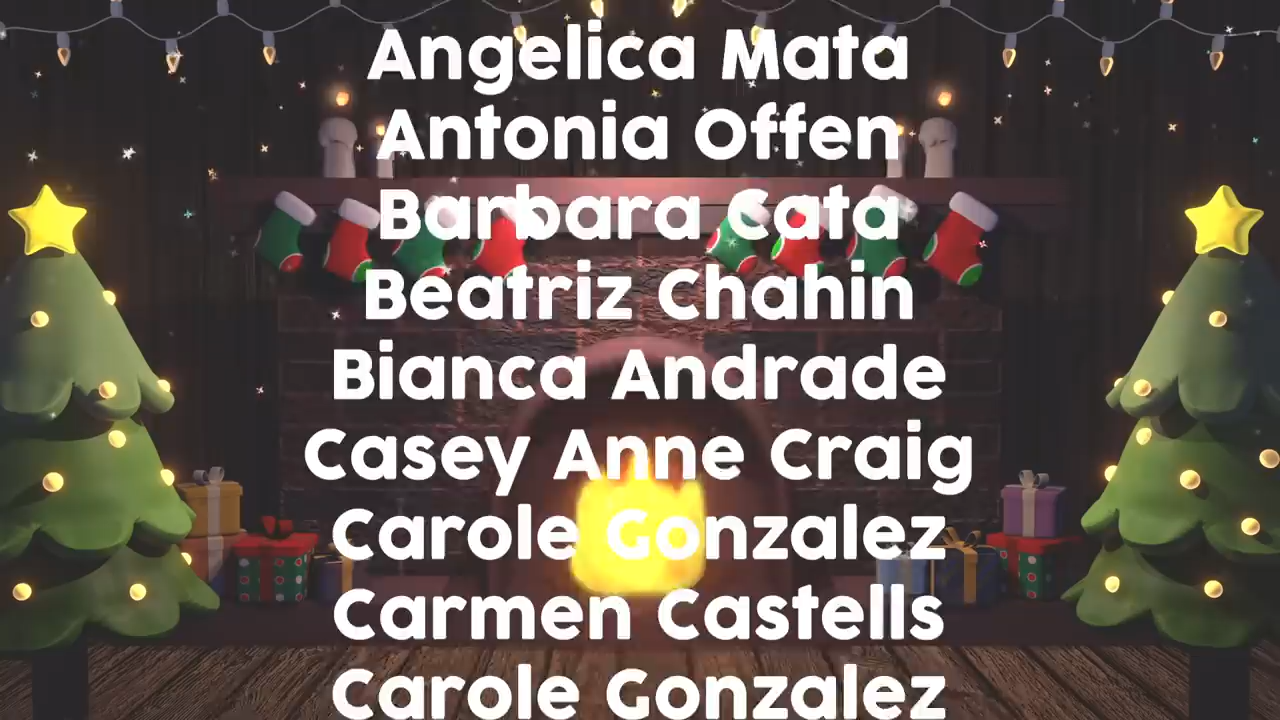 Angelica Mata
Antonia Offen
Barbara Cata
Beatriz Chahin
Bianca Andrade
Casey Anne Craig
Carole Gonzalez
Carmen Castells
Carole Gonzalez